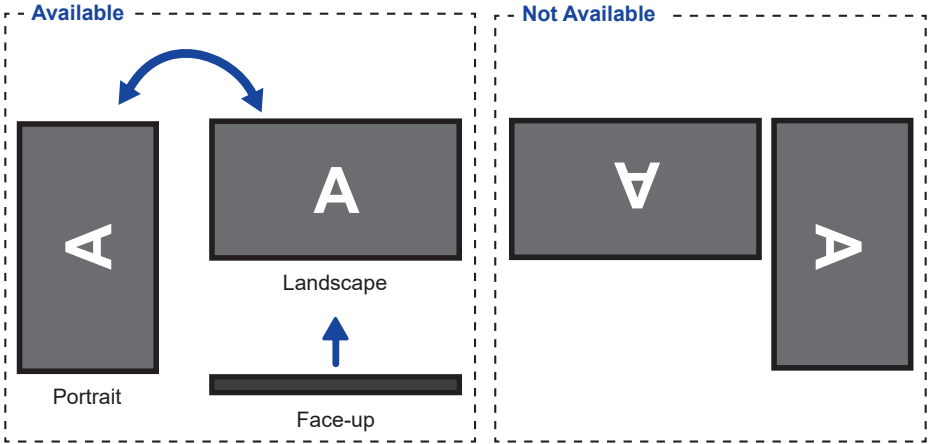 Available
Not Available
A
A
A
A
Landscape
Portrait
Face-up